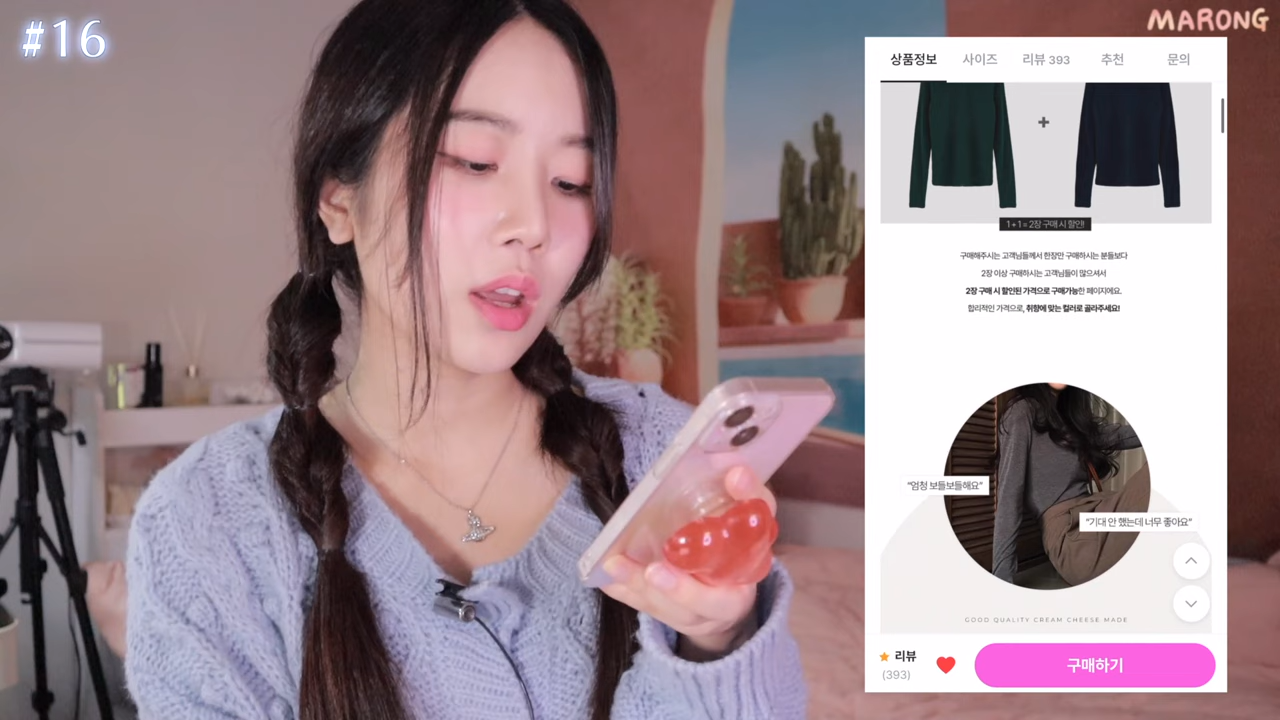 #16
MARONG
상품정보 사이즈 리뷰 393 추천 문의
+
1+1 = 2장 구매 시 할인!
구매해주시는 고객님들께서 한장만 구매하시는 분들보다
2장 이상 구매하시는 고객님들이 많으셔서
2장 구매 시 할인된 가격으로 구매가능한 페이지에요.
합리적인 가격으로, 취향에 맞는 컬러로 골라주세요!
"엄청 보들보들해요"
"기대 안 했는데 너무 좋아요"
GOOD QUALITY CREAM CHEESE MADE
리뷰
(393)
구매하기